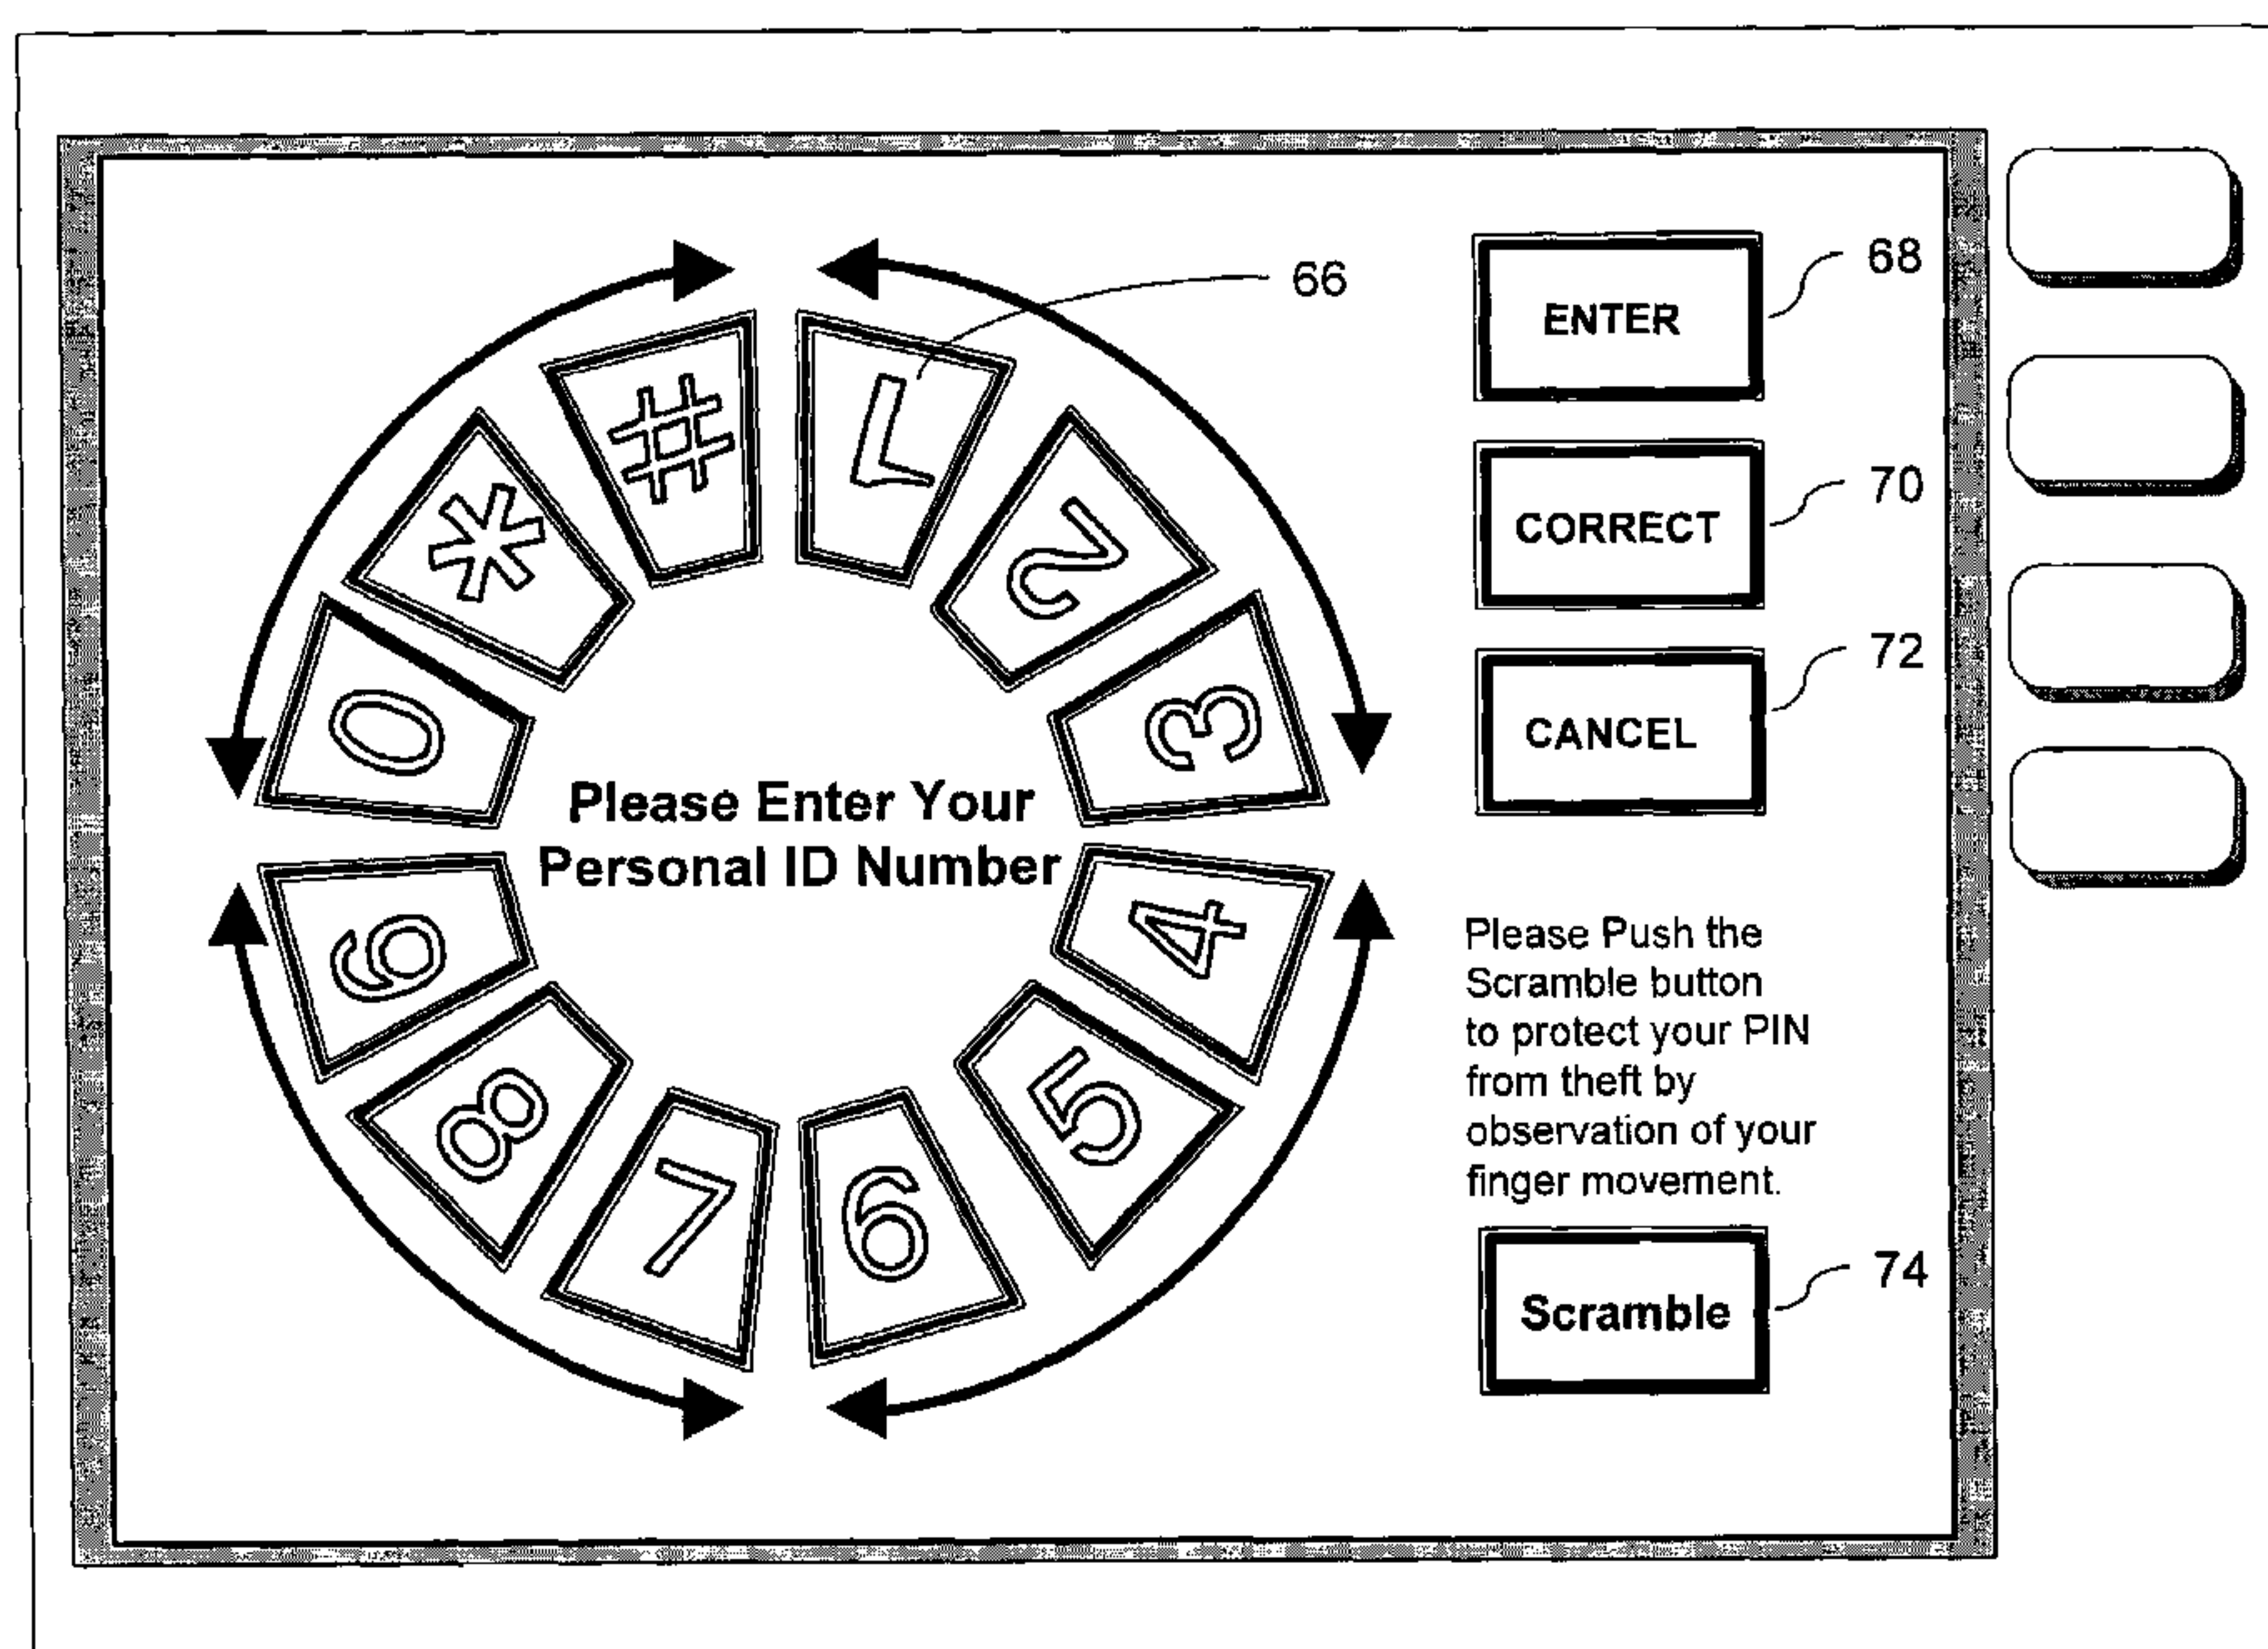 66
68
ENTER
70
CORRECT
72
CANCEL
#
1
2
3
4
5
6
7
8
9
0
*
Please Enter Your
Personal ID Number
Please Push the
Scramble button
to protect your PIN
from theft by
observation of your
finger movement.
Scramble
74